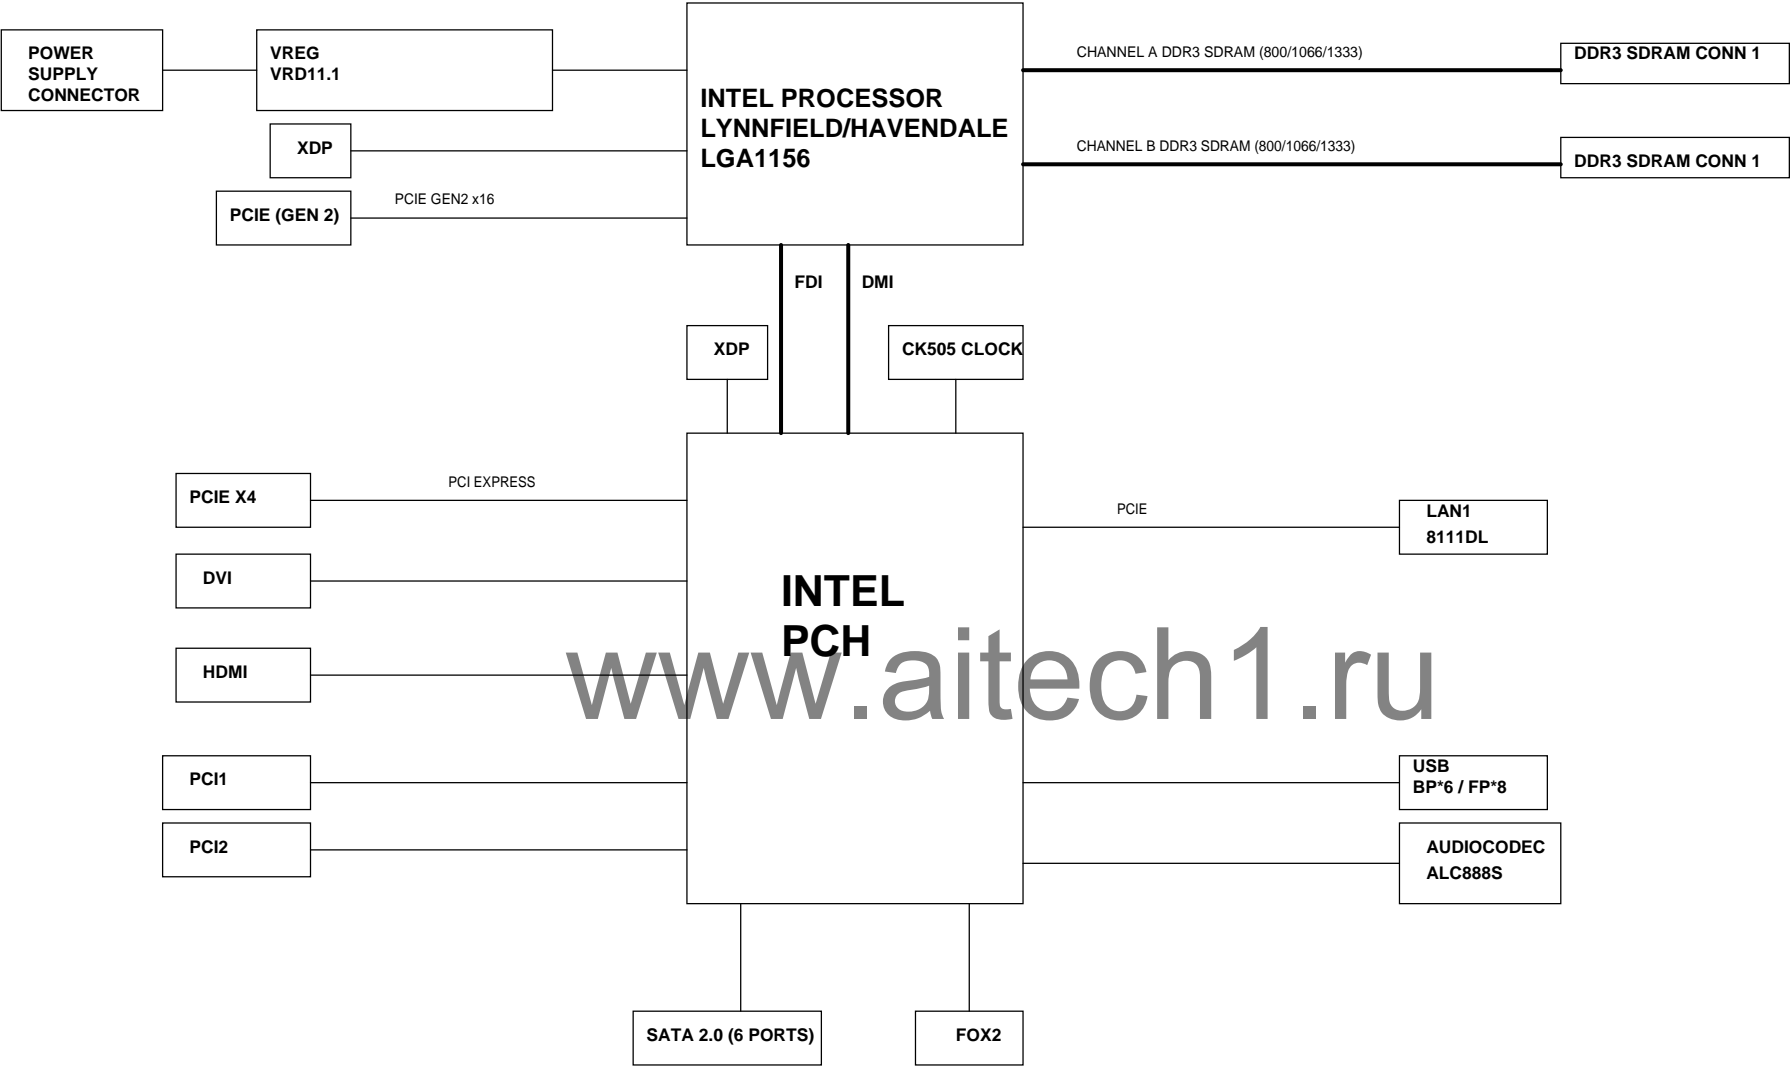 POWER
SUPPLY
CONNECTOR
VREG
VRD11.1
XDP
PCIE (GEN 2)
PCIE GEN2 x16
INTEL PROCESSOR
LYNNFIELD/HAVENDALE
LGA1156
CHANNEL A DDR3 SDRAM (800/1066/1333)
DDR3 SDRAM CONN 1
CHANNEL B DDR3 SDRAM (800/1066/1333)
DDR3 SDRAM CONN 1
FDI
DMI
XDP
CK505 CLOCK
PCIE X4
PCI EXPRESS
DVI
HDMI
PCI1
PCI2
INTEL
PCH
www.aitech1.ru
PCIE
LAN1
8111DL
USB
BP*6 / FP*8
AUDIOCODEC
ALC888S
SATA 2.0 (6 PORTS)
FOX2